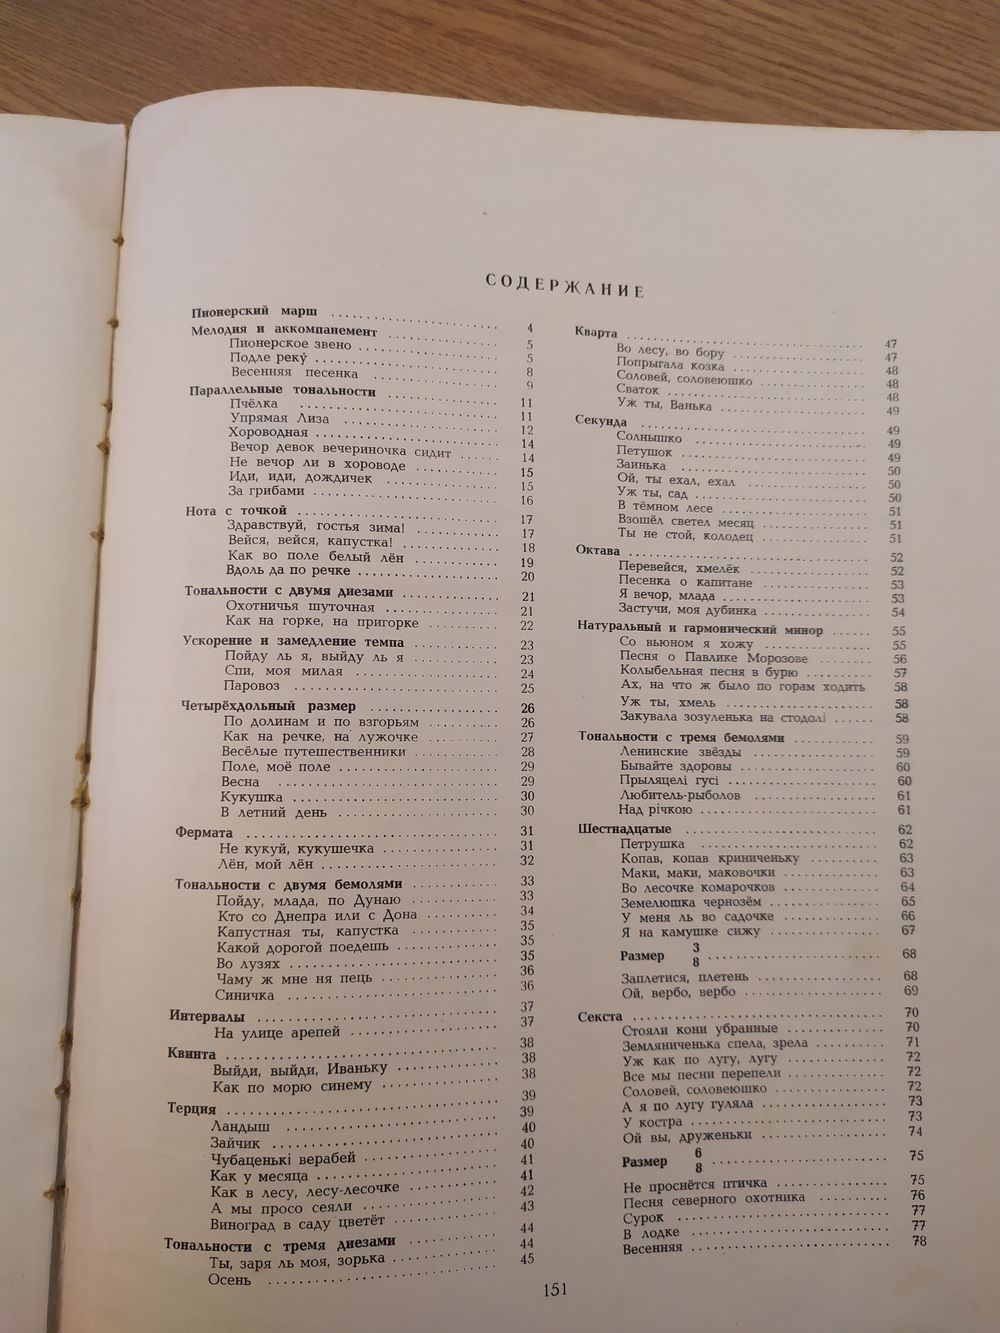 СОДЕРЖАНИЕ
Пионерский марш .................... 4
Мелодия и аккомпанемент ............ 5
Пионерское звено .................... 5
Подле реку́ .................... 8
Весенняя песенка .................... 9
Параллельные тональности ............ 11
Пчёлка .................... 11
Упрямая Лиза .................... 12
Хороводная .................... 14
Вечор девок вечериночка сидит ..... 14
Не вечор ли в хороводе .......... 15
Иди, иди, дождичек .............. 15
За грибами .................... 16
Нота с точкой .................... 17
Здравствуй, гостья зима! .......... 17
Вейся, вейся, капустка! .......... 18
Как во поле белый лён .......... 19
Вдоль да по речке .............. 20
Тональности с двумя диезами .......... 21
Охотничья шуточная .............. 21
Как на горке, на пригорке ......... 22
Ускорение и замедление темпа ......... 23
Пойду ль я, выйду ль я .......... 23
Спи, моя милая .................. 24
Паровоз .................... 25
Четырёхдольный размер .............. 26
По долинам и по взгорьям ......... 26
Как на речке, на лужочке .......... 27
Весёлые путешественники ........... 28
Поле, моё поле .................. 29
Весна .................... 29
Кукушка .................... 30
В летний день .................. 30
Фермата .................... 31
Не кукуй, кукушечка .............. 31
Лён, мой лён .................. 32
Тональности с двумя бемолями ........ 33
Пойду, млада, по Дунаю .......... 33
Кто со Днепра или с Дона ......... 34
Капустная ты, капустка .......... 35
Какой дорогой поедешь ............ 35
Во лузях .................... 35
Чаму ж мне ня пець .............. 36
Синичка .................... 36
Интервалы .................... 37
На улице арепей .................. 37
Квинта .................... 38
Выйди, выйди, Иваньку ............ 38
Как по морю синему .............. 38
Терция .................... 39
Ландыш .................... 39
Зайчик .................... 40
Чубаценькі верабей .............. 40
Как у месяца .................. 41
Как в лесу, лесу-лесочке .......... 41
А мы просо сеяли ................ 42
Виноград в саду цветёт ............ 43
Тональности с тремя диезами .......... 44
Ты, заря ль моя, зорька .......... 44
Осень .................... 45
Кварта .................... 47
Во лесу, во бору .............. 47
Попрыгала козка .............. 48
Соловей, соловеюшко ............ 48
Сваток .................... 48
Уж ты, Ванька .................. 49
Секунда .................... 49
Солнышко .................... 49
Петушок .................... 49
Заинька .................... 50
Ой, ты ехал, ехал .............. 50
Уж ты, сад .................... 50
В тёмном лесе .................. 51
Взошёл светел месяц ............ 51
Ты не стой, колодец ............ 51
Октава .................... 52
Перевейся, хмелёк .............. 52
Песенка о капитане .............. 53
Я вечор, млада .................. 53
Застучи, моя дубинка ............ 54
Натуральный и гармонический минор ...... 55
Со вьюном я хожу .............. 55
Песня о Павлике Морозове ........ 56
Колыбельная песня в бурю .......... 57
Ах, на что ж было по горам ходить 58
Уж ты, хмель .................. 58
Закувала зозуленька на стодолі ...... 58
Тональности с тремя бемолями .......... 59
Ленинские звёзды .............. 59
Бывайте здоровы .............. 60
Прыляцелі гусі .................. 60
Любитель-рыболов .............. 61
Над річкою .................... 61
Шестнадцатые .................... 62
Петрушка .................... 62
Копав, копав криниченьку .......... 63
Маки, маки, маковочки ............ 63
Во лесочке комарочков ............ 64
Земелюшка чернозём .............. 65
У меня ль во садочке ............ 66
Я на камушке сижу .............. 67
Размер 3/8 .................... 68
Заплетися, плетень .............. 68
Ой, вербо, вербо .............. 69
Секста .................... 70
Стояли кони убранные ............ 70
Земляниченька спела, зрела ........ 71
Уж как по лугу, лугу ............ 72
Все мы песни перепели ............ 72
Соловей, соловеюшко ............ 72
А я по лугу гуляла .............. 73
У костра .................... 73
Ой вы, друженьки .............. 74
Размер 6/8 .................... 75
Не проснётся птичка .............. 75
Песня северного охотника .......... 76
Сурок .................... 77
В лодке .................... 77
Весенняя .................... 78
151